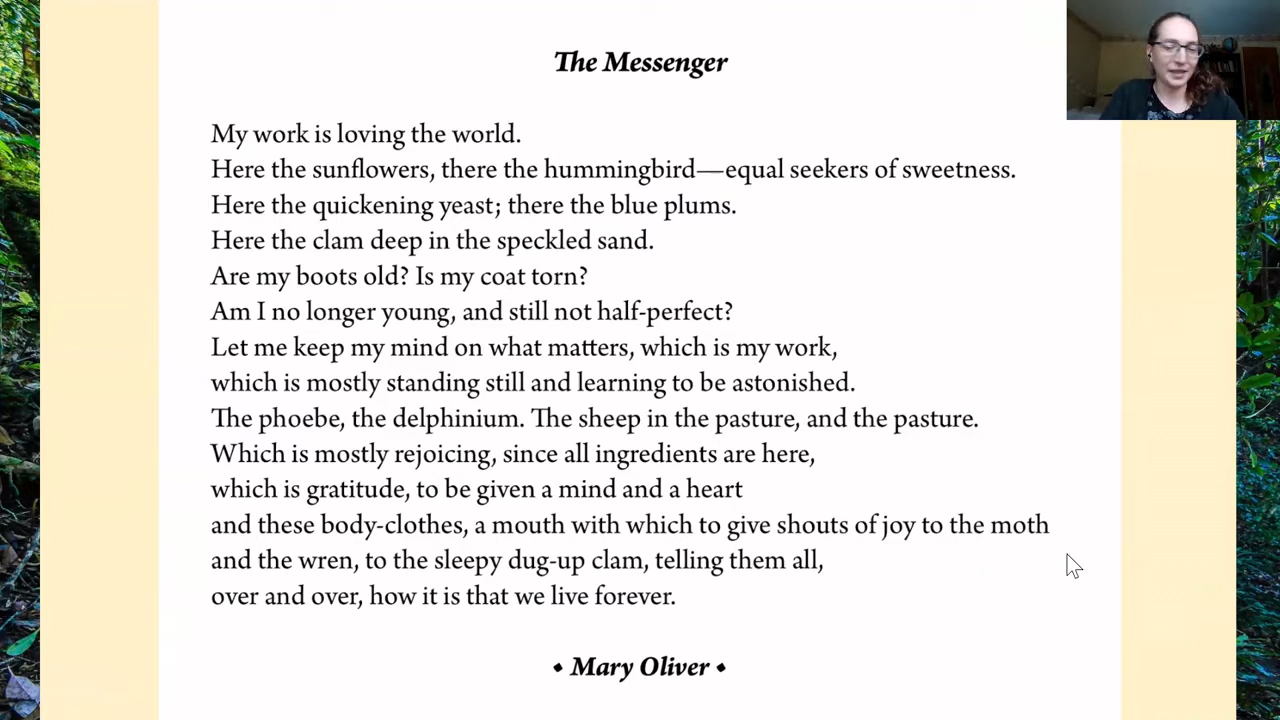 The Messenger
My work is loving the world.
Here the sunflowers, there the hummingbird—equal seekers of sweetness.
Here the quickening yeast; there the blue plums.
Here the clam deep in the speckled sand.
Are my boots old? Is my coat torn?
Am I no longer young, and still not half-perfect?
Let me keep my mind on what matters, which is my work,
which is mostly standing still and learning to be astonished.
The phoebe, the delphinium. The sheep in the pasture, and the pasture.
Which is mostly rejoicing, since all ingredients are here,
which is gratitude, to be given a mind and a heart
and these body-clothes, a mouth with which to give shouts of joy to the moth
and the wren, to the sleepy dug-up clam, telling them all,
over and over, how it is that we live forever.
• Mary Oliver •